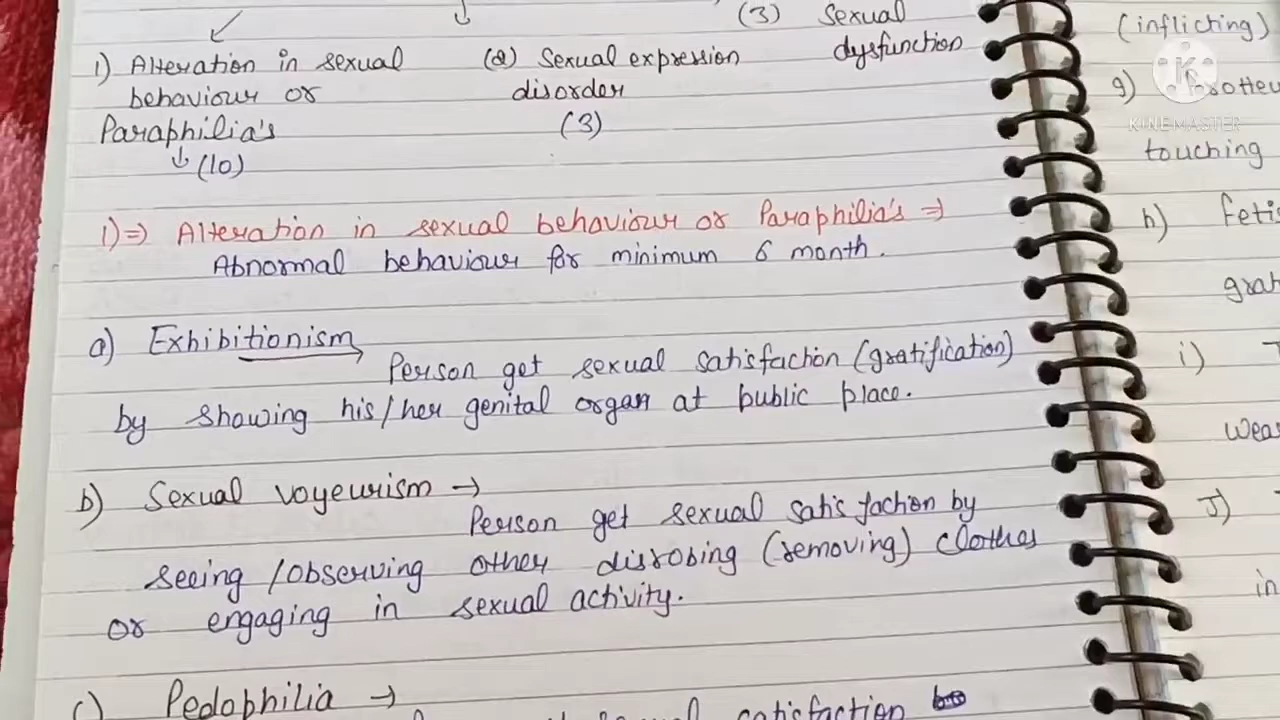 (3) Sexual
dysfunction
1) Alteration in sexual
behaviour or
Paraphilia's
↓(10)
(2) Sexual expression
disorder
(3)
1)⇒ Alteration in sexual behaviour or Paraphilia's ⇒
Abnormal behaviour for minimum 6 month.
a) Exhibitionism →
Person get sexual satisfaction (gratification)
by showing his/her genital organ at public place.
b) Sexual voyeurism →
Person get sexual satisfaction by
seeing /observing other disrobing (removing) clothes
or engaging in sexual activity.
c) Pedophilia →
sexual satisfaction
(inflicting)
g)
touching
h)
i)
J)
in
K
KINEMASTER